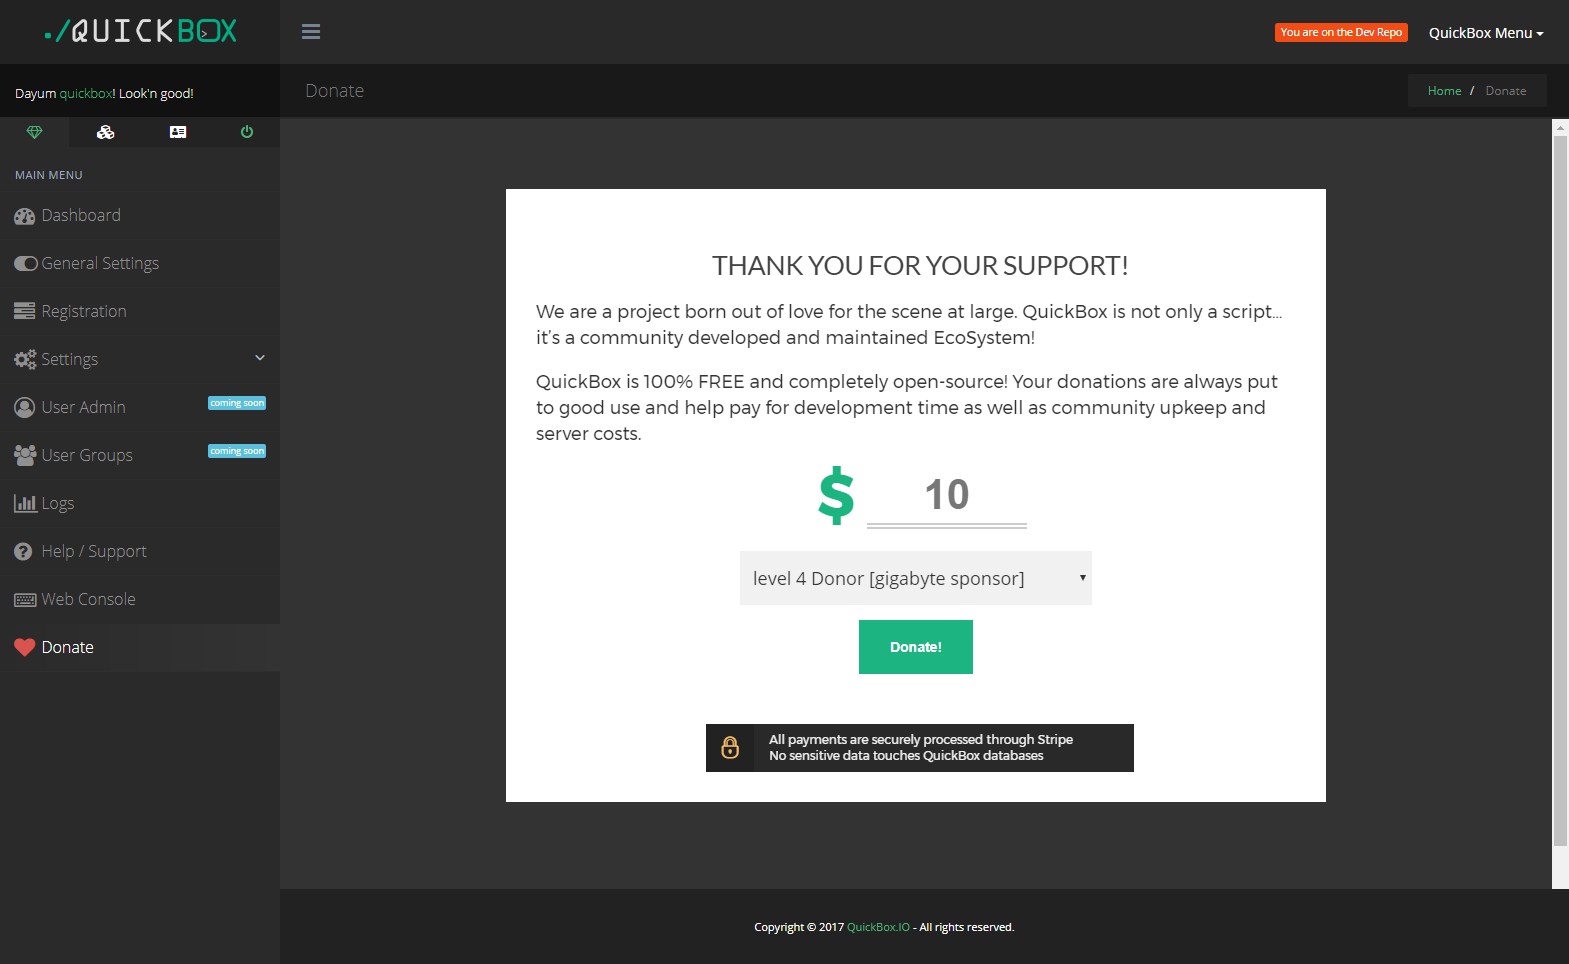 ./QUICKBOX
You are on the Dev Repo
QuickBox Menu
Dayum quickbox! Look'n good!
Donate
Home / Donate
MAIN MENU
Dashboard
General Settings
Registration
Settings
User Admin
coming soon
User Groups
coming soon
Logs
Help / Support
Web Console
Donate
THANK YOU FOR YOUR SUPPORT!
We are a project born out of love for the scene at large. QuickBox is not only a script...
it's a community developed and maintained EcoSystem!
QuickBox is 100% FREE and completely open-source! Your donations are always put
to good use and help pay for development time as well as community upkeep and
server costs.
$ 10
level 4 Donor [gigabyte sponsor]
Donate!
All payments are securely processed through Stripe
No sensitive data touches QuickBox databases
Copyright © 2017 QuickBox.IO - All rights reserved.